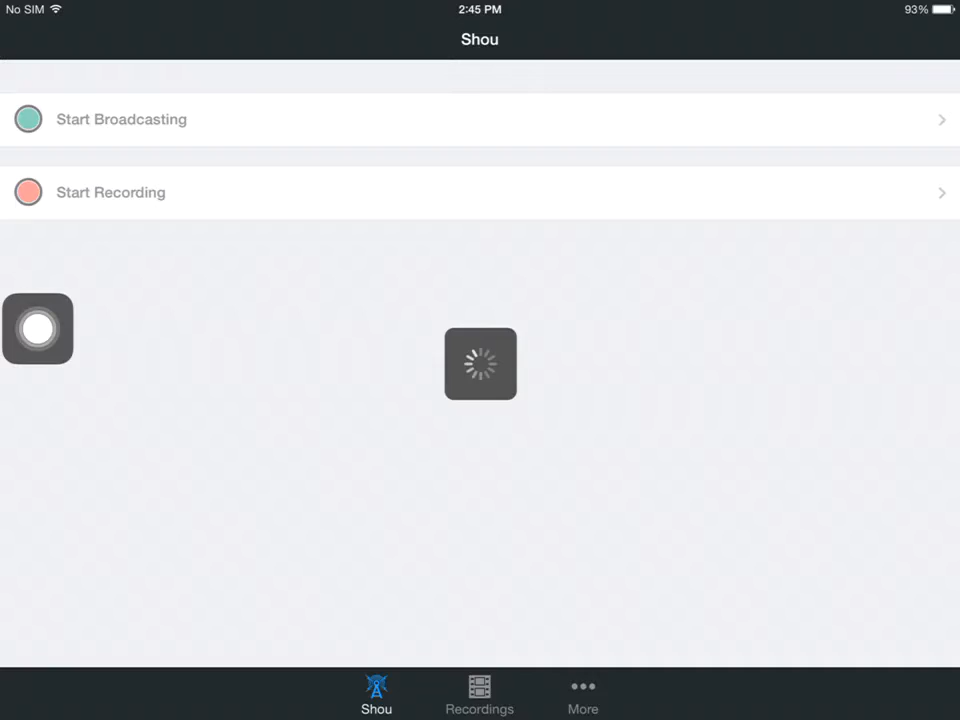 No SIM 2:45 PM 93%
Shou
Start Broadcasting
Start Recording
Shou Recordings More